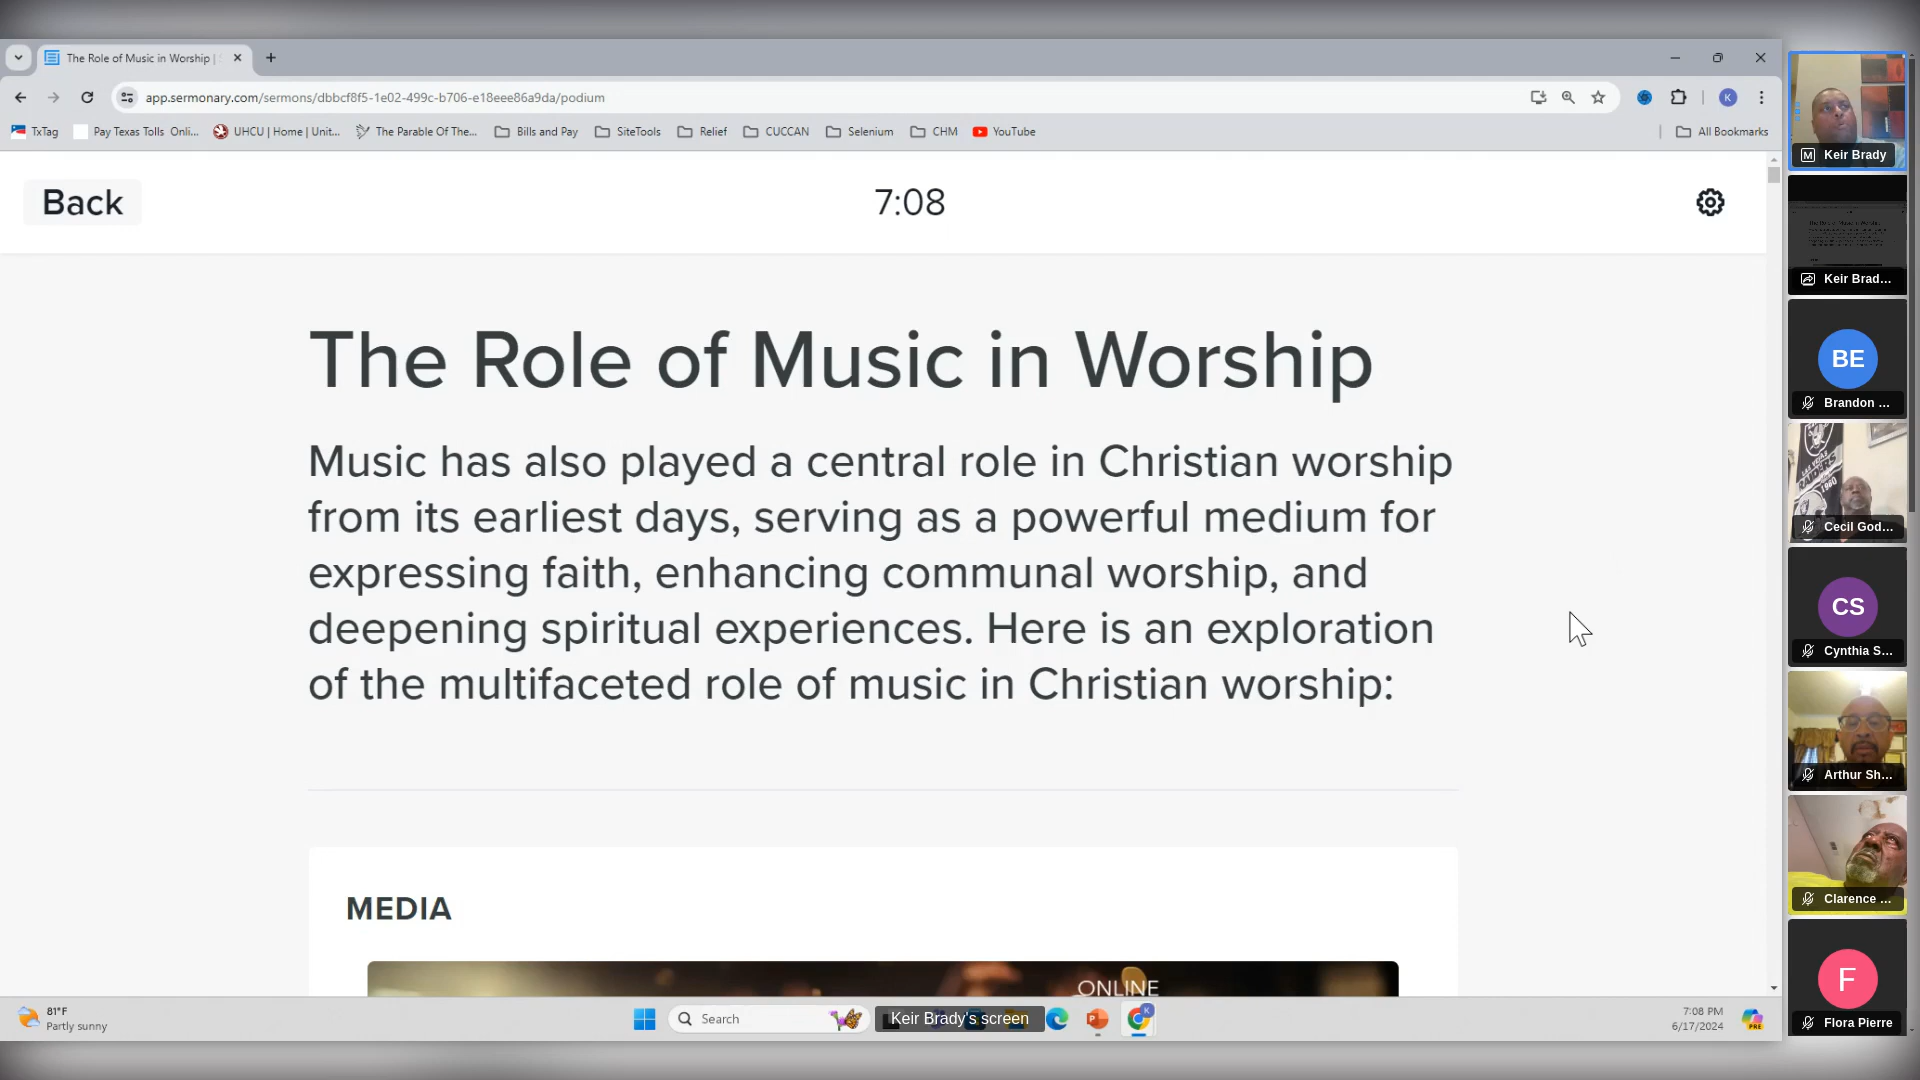 The Role of Music in Worship |
app.sermonary.com/sermons/dbbcf8f5-1e02-499c-b706-e18eee86a9da/podium
K
TxTag
Pay Texas Tolls Onli...
UHCU | Home | Unit...
The Parable Of The...
Bills and Pay
SiteTools
Relief
CUCCAN
Selenium
CHM
YouTube
All Bookmarks
Back
7:08
The Role of Music in Worship
Music has also played a central role in Christian worship
from its earliest days, serving as a powerful medium for
expressing faith, enhancing communal worship, and
deepening spiritual experiences. Here is an exploration
of the multifaceted role of music in Christian worship:
MEDIA
ONLINE
81°F
Partly sunny
Search
Keir Brady's screen
7:08 PM
6/17/2024
PRE
M Keir Brady
Keir Brad...
BE
Brandon ...
RAIDERS
1960
Cecil God...
CS
Cynthia S...
Arthur Sh...
Clarence ...
F
Flora Pierre